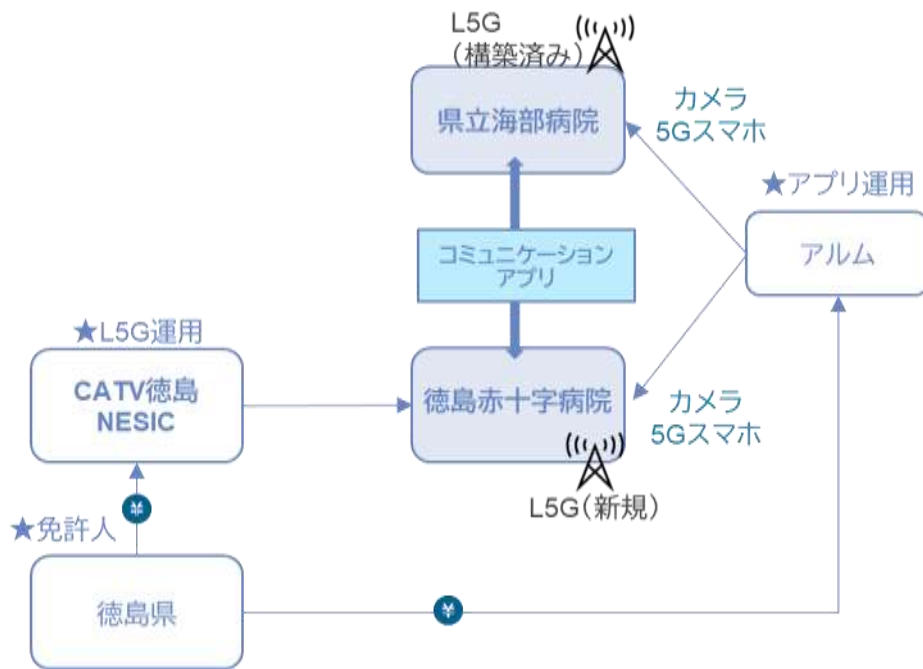 L5G
（構築済み）
県立海部病院
カメラ
5Gスマホ
★アプリ運用
アルム
コミュニケーション
アプリ
★L5G運用
CATV徳島
NESIC
徳島赤十字病院
カメラ
5Gスマホ
L5G（新規）
¥
★免許人
徳島県
¥